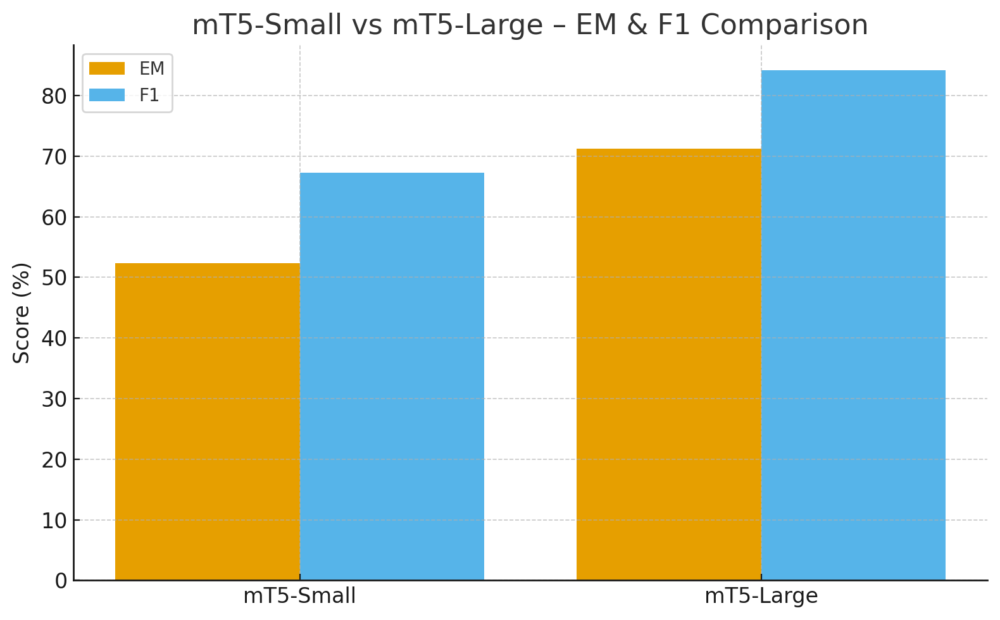 mT5-Small vs mT5-Large – EM & F1 Comparison
EM
F1
80
70
60
50
40
30
20
10
0
Score (%)
mT5-Small
mT5-Large